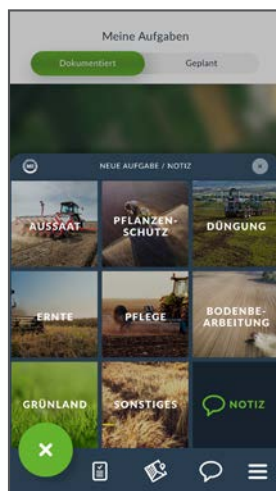 Meine Aufgaben
Dokumentiert Geplant
NEUE AUFGABE / NOTIZ
AUSSAAT
PFLANZEN-
SCHUTZ
DÜNGUNG
ERNTE
PFLEGE
BODENBE-
ARBEITUNG
GRÜNLAND
SONSTIGES
NOTIZ